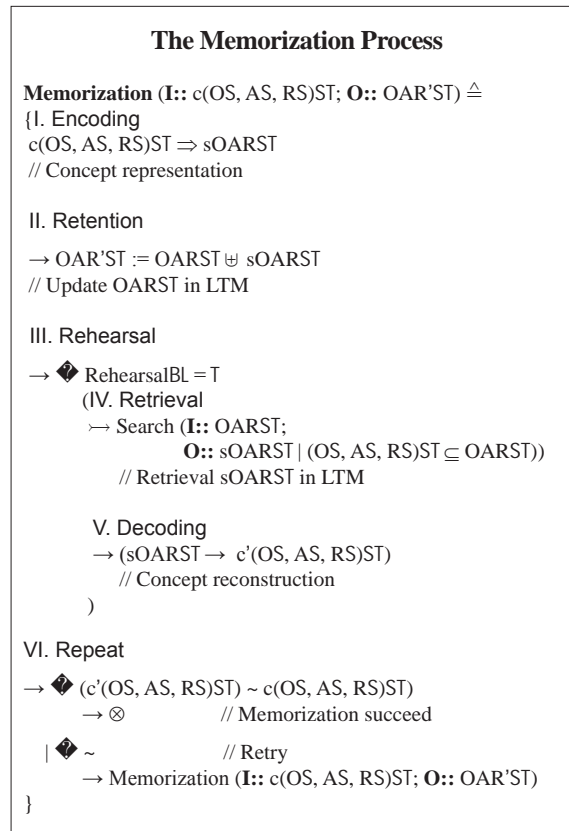 The Memorization Process
Memorization (I:: c(OS, AS, RS)ST; O:: OAR'ST) ≙
{I. Encoding
c(OS, AS, RS)ST ⇒ sOARST
// Concept representation
II. Retention
→ OAR'ST := OARST ⊎ sOARST
// Update OARST in LTM
III. Rehearsal
→ � RehearsalBL = T
(IV. Retrieval
↣ Search (I:: OARST;
O:: sOARST | (OS, AS, RS)ST ⊆ OARST))
// Retrieval sOARST in LTM
V. Decoding
→ (sOARST → c'(OS, AS, RS)ST)
// Concept reconstruction
)
VI. Repeat
→ � (c'(OS, AS, RS)ST) ~ c(OS, AS, RS)ST)
→ ⊗ // Memorization succeed
| � ~ // Retry
→ Memorization (I:: c(OS, AS, RS)ST; O:: OAR'ST)
}